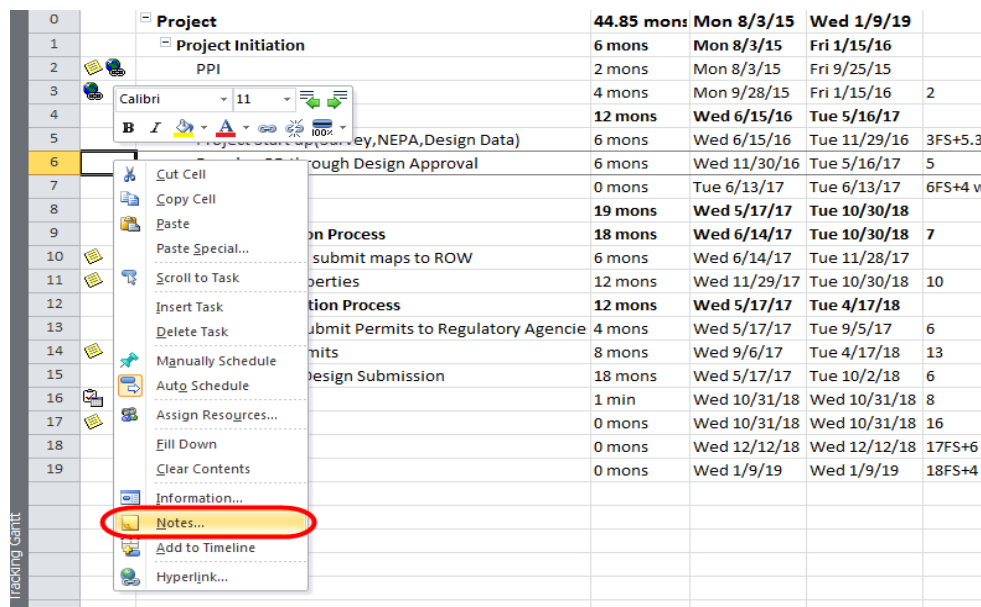 0 Project 44.85 mons Mon 8/3/15 Wed 1/9/19
1 Project Initiation 6 mons Mon 8/3/15 Fri 1/15/16
2 PPI 2 mons Mon 8/3/15 Fri 9/25/15
3 4 mons Mon 9/28/15 Fri 1/15/16 2
Calibri 11
4 12 mons Wed 6/15/16 Tue 5/16/17
B I A 100%
5 Project Start up(Survey,NEPA,Design Data) 6 mons Wed 6/15/16 Tue 11/29/16 3FS+5.3
6 through Design Approval 6 mons Wed 11/30/16 Tue 5/16/17 5
Cut Cell
7 0 mons Tue 6/13/17 Tue 6/13/17 6FS+4 w
Copy Cell
8 19 mons Wed 5/17/17 Tue 10/30/18
Paste
9 on Process 18 mons Wed 6/14/17 Tue 10/30/18 7
Paste Special...
10 submit maps to ROW 6 mons Wed 6/14/17 Tue 11/28/17
Scroll to Task
11 perties 12 mons Wed 11/29/17 Tue 10/30/18 10
Insert Task
12 tion Process 12 mons Wed 5/17/17 Tue 4/17/18
Delete Task
13 ubmit Permits to Regulatory Agencie 4 mons Wed 5/17/17 Tue 9/5/17 6
14 mits 8 mons Wed 9/6/17 Tue 4/17/18 13
Manually Schedule
15 Design Submission 18 mons Wed 5/17/17 Tue 10/2/18 6
Auto Schedule
16 1 min Wed 10/31/18 Wed 10/31/18 8
Assign Resources...
17 0 mons Wed 10/31/18 Wed 10/31/18 16
18 0 mons Wed 12/12/18 Wed 12/12/18 17FS+6
Fill Down
19 0 mons Wed 1/9/19 Wed 1/9/19 18FS+4
Clear Contents
Information...
Notes...
Add to Timeline
Hyperlink...
Tracking Gantt